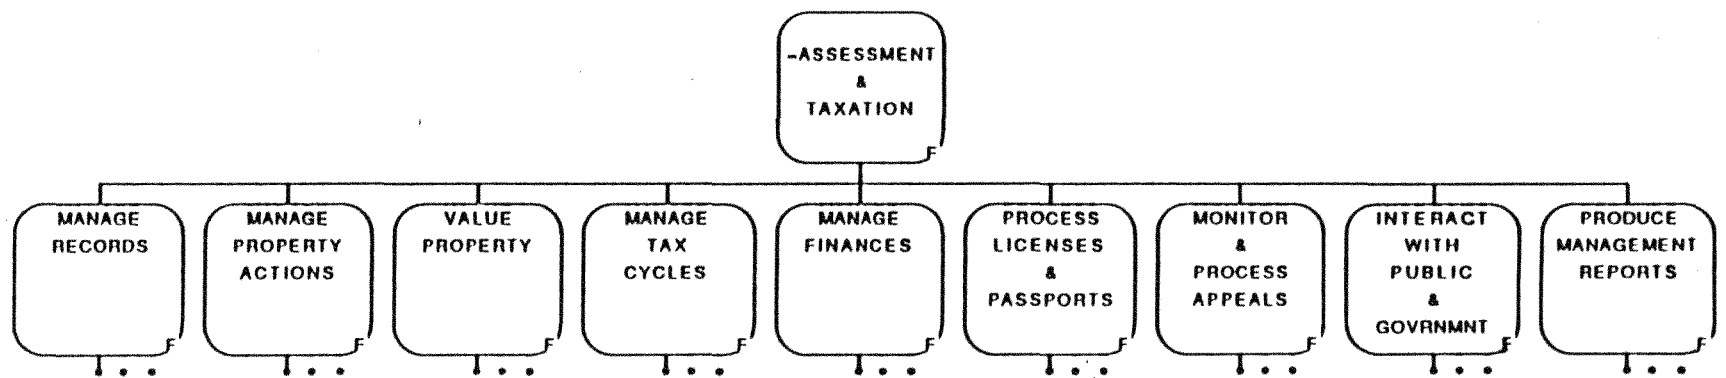 -ASSESSMENT
&
TAXATION
F
MANAGE
RECORDS
F
MANAGE
PROPERTY
ACTIONS
F
VALUE
PROPERTY
F
MANAGE
TAX
CYCLES
F
MANAGE
FINANCES
F
PROCESS
LICENSES
&
PASSPORTS
F
MONITOR
&
PROCESS
APPEALS
F
INTERACT
WITH
PUBLIC
&
GOVRNMNT
F
PRODUCE
MANAGEMENT
REPORTS
F